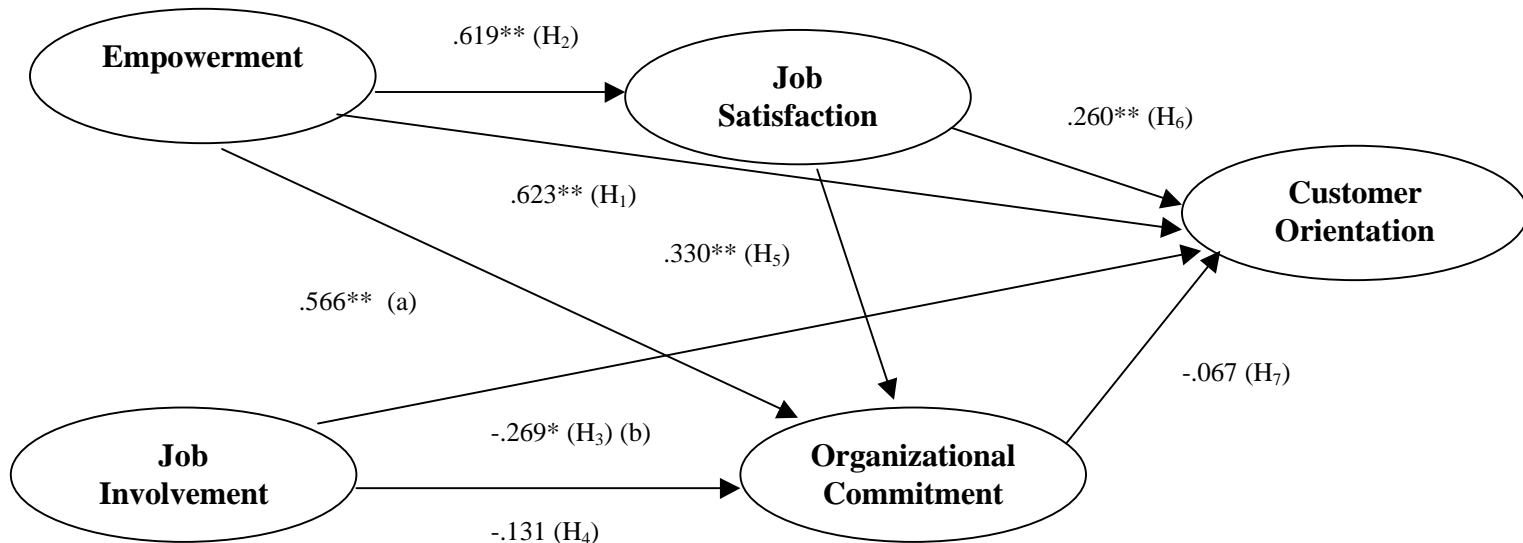 .619** (H₂)
Empowerment
Job
Satisfaction
.260** (H₆)
.623** (H₁)
Customer
Orientation
.330** (H₅)
.566** (a)
-.067 (H₇)
-.269* (H₃) (b)
Job
Involvement
Organizational
Commitment
-.131 (H₄)